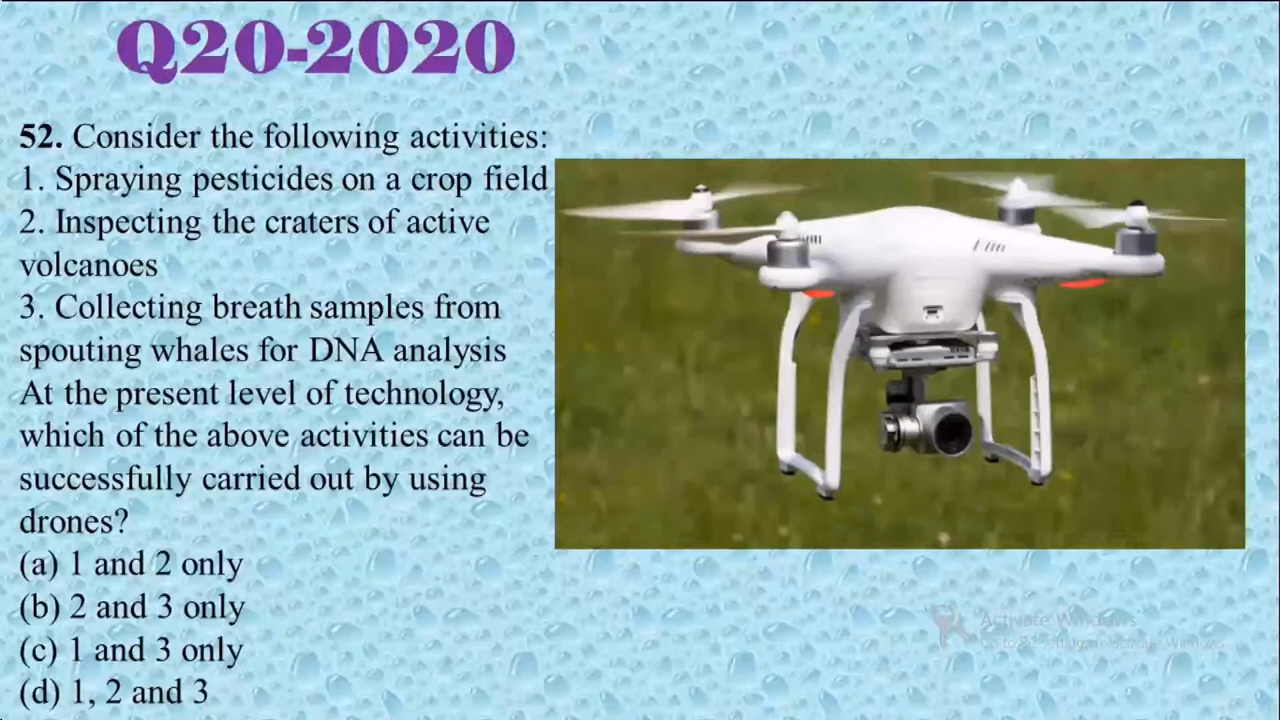 Q20-2020
52. Consider the following activities:
1. Spraying pesticides on a crop field
2. Inspecting the craters of active
volcanoes
3. Collecting breath samples from
spouting whales for DNA analysis
At the present level of technology,
which of the above activities can be
successfully carried out by using
drones?
(a) 1 and 2 only
(b) 2 and 3 only
(c) 1 and 3 only
(d) 1, 2 and 3
Activate Windows